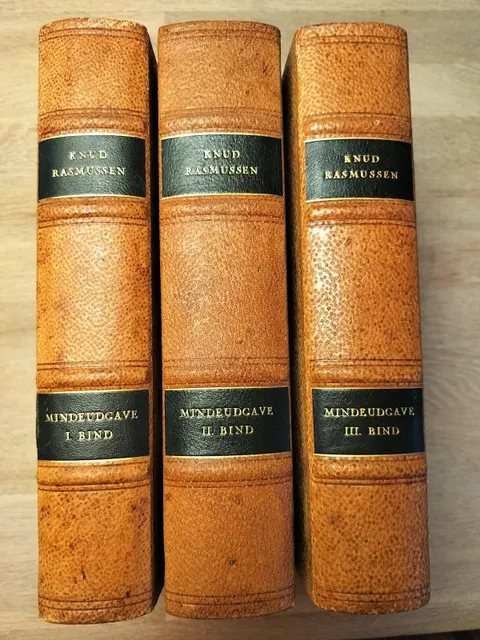 KNUD
RASMUSSEN
MINDEUDGAVE
I. BIND
KNUD
RASMUSSEN
MINDEUDGAVE
II. BIND
KNUD
RASMUSSEN
MINDEUDGAVE
III. BIND